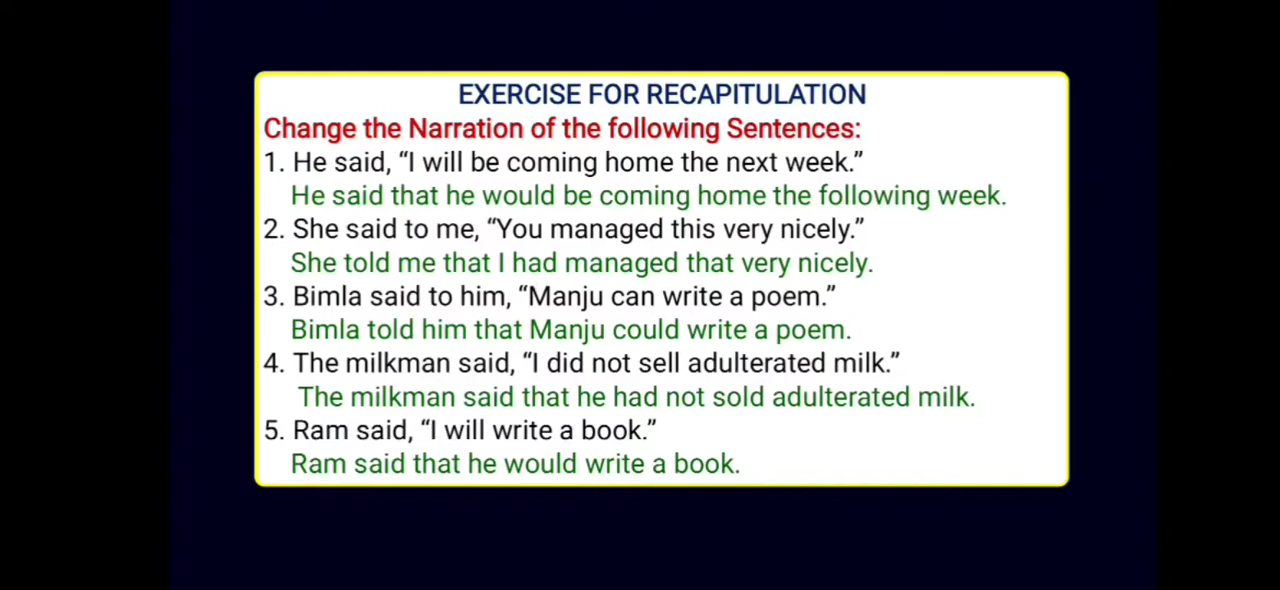 EXERCISE FOR RECAPITULATION
Change the Narration of the following Sentences:
1. He said, “I will be coming home the next week.”
He said that he would be coming home the following week.
2. She said to me, “You managed this very nicely.”
She told me that I had managed that very nicely.
3. Bimla said to him, “Manju can write a poem.”
Bimla told him that Manju could write a poem.
4. The milkman said, “I did not sell adulterated milk.”
The milkman said that he had not sold adulterated milk.
5. Ram said, “I will write a book.”
Ram said that he would write a book.